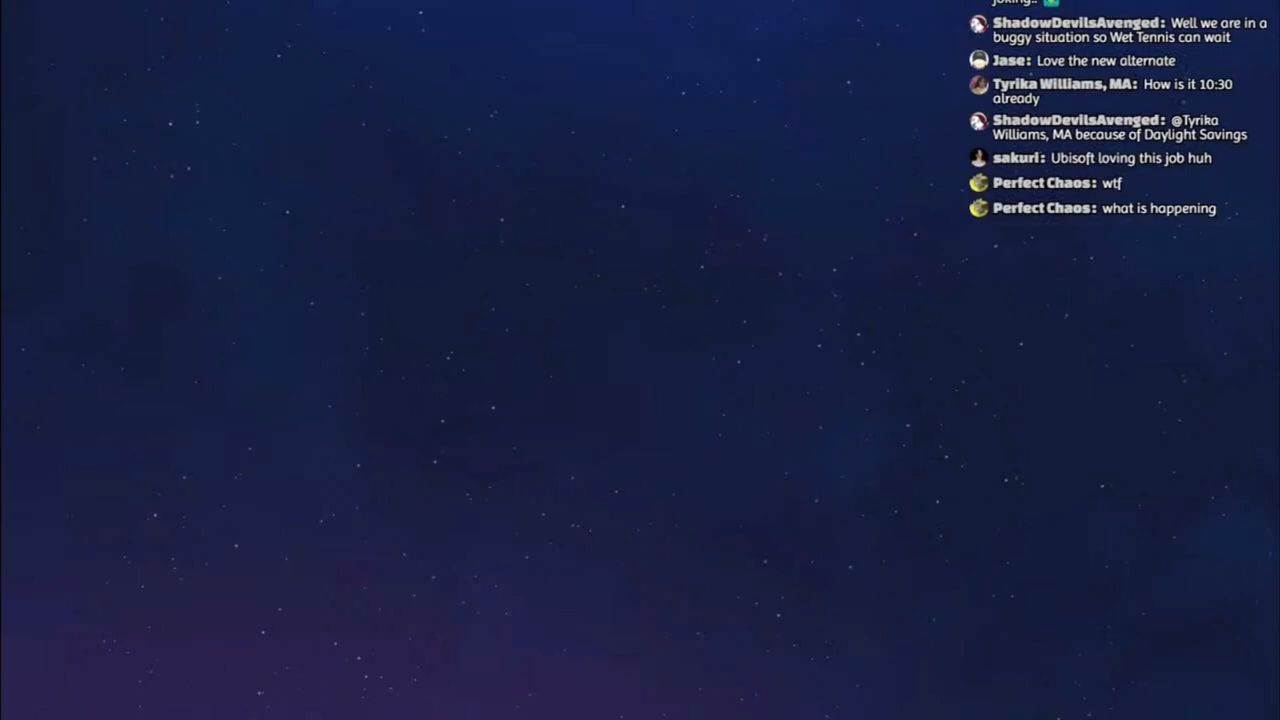 joking..
ShadowDevilsAvenged: Well we are in a
buggy situation so Wet Tennis can wait
Jase: Love the new alternate
Tyrika Williams, MA: How is it 10:30
already
ShadowDevilsAvenged: @Tyrika
Williams, MA because of Daylight Savings
sakuri: Ubisoft loving this job huh
Perfect Chaos: wtf
Perfect Chaos: what is happening